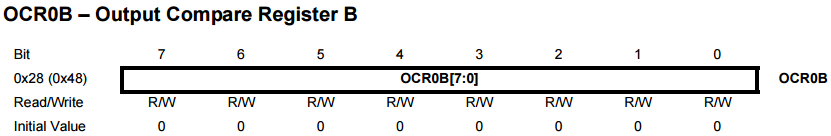 OCR0B – Output Compare Register B
Bit 7 6 5 4 3 2 1 0
0x28 (0x48) OCR0B[7:0] OCR0B
Read/Write R/W R/W R/W R/W R/W R/W R/W R/W
Initial Value 0 0 0 0 0 0 0 0